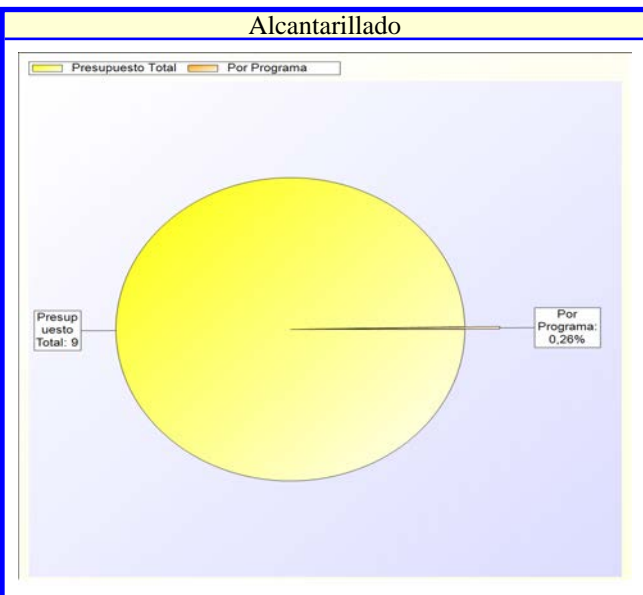 Alcantarillado
Presupuesto Total Por Programa
Presup
uesto
Total: 9
Por
Programa:
0,26%